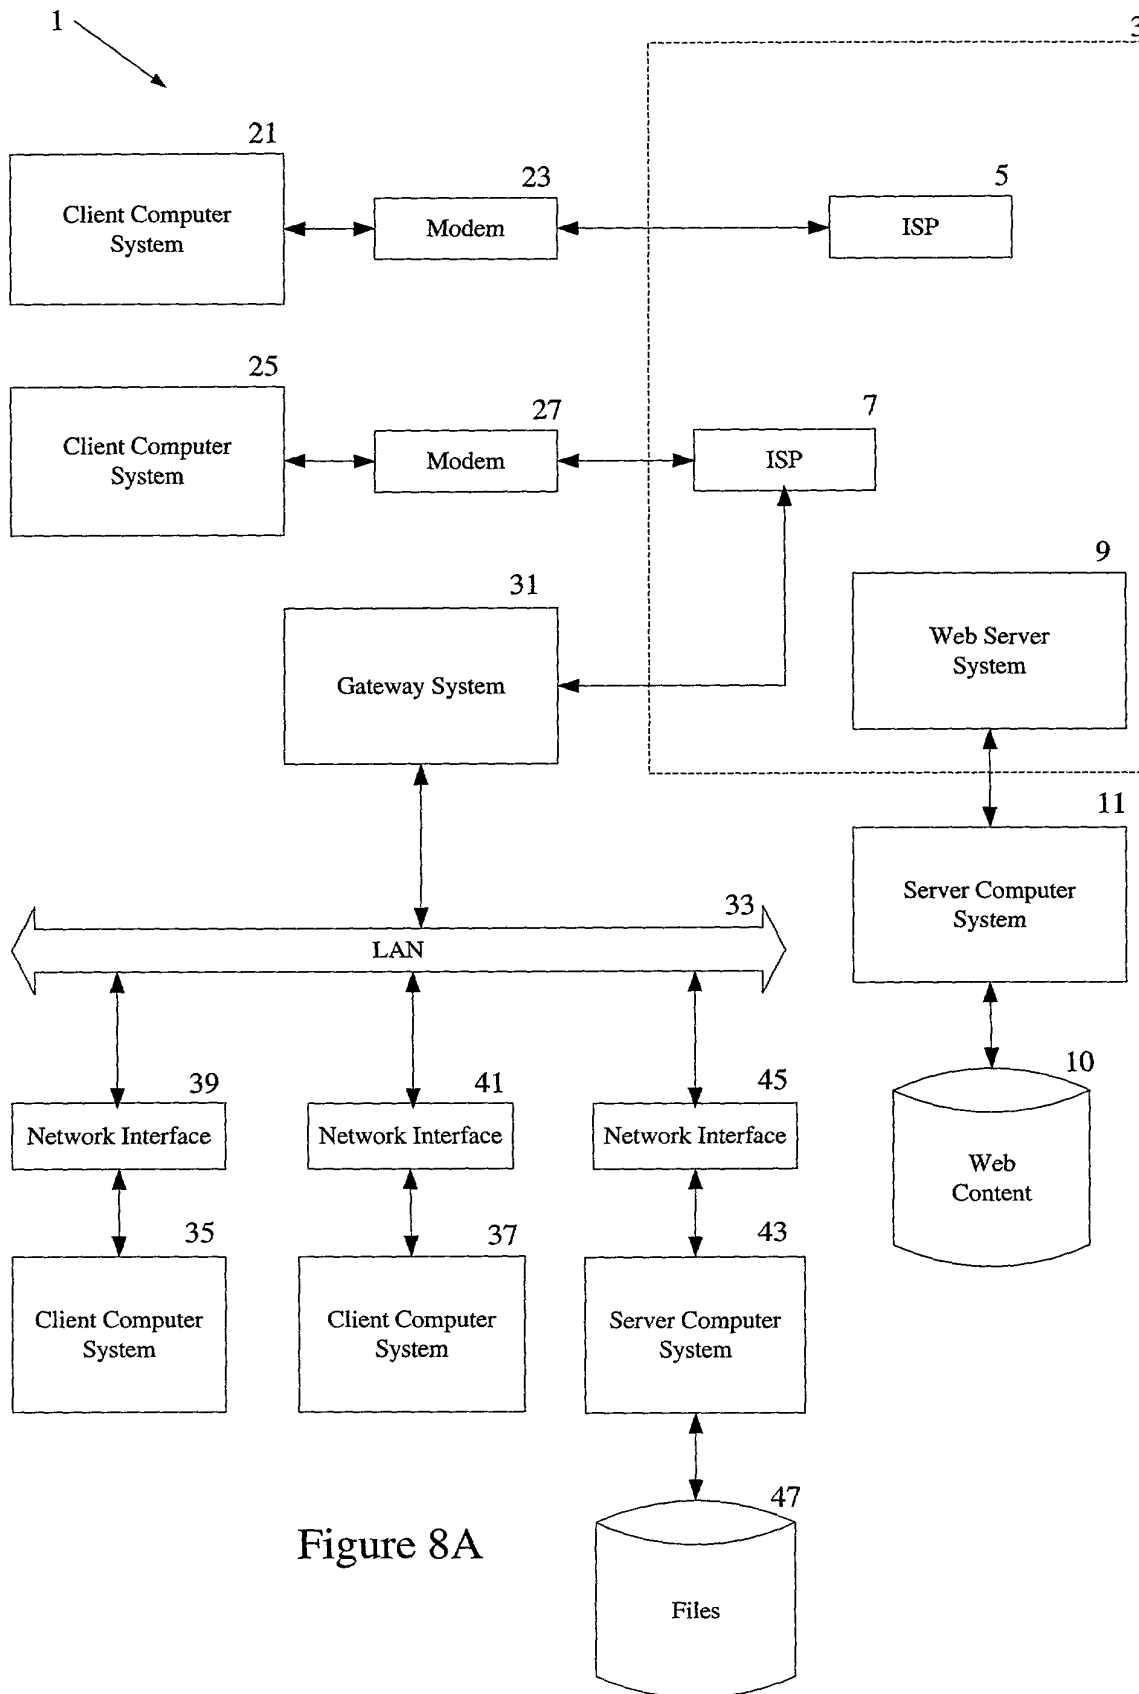 1
3
21
Client Computer
System
23
Modem
5
ISP
25
Client Computer
System
27
Modem
7
ISP
31
Gateway System
9
Web Server
System
11
Server Computer
System
33
LAN
10
Web
Content
39
Network Interface
41
Network Interface
45
Network Interface
35
Client Computer
System
37
Client Computer
System
43
Server Computer
System
47
Files
Figure 8A